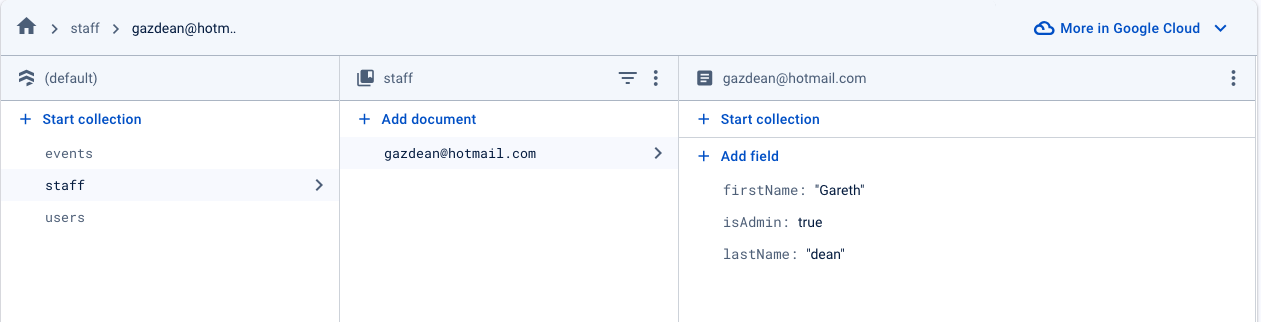 staff
gazdean@hotm..
More in Google Cloud
(default)
staff
gazdean@hotmail.com
+ Start collection
+ Add document
+ Start collection
events
gazdean@hotmail.com
+ Add field
staff
firstName: "Gareth"
users
isAdmin: true
lastName: "dean"